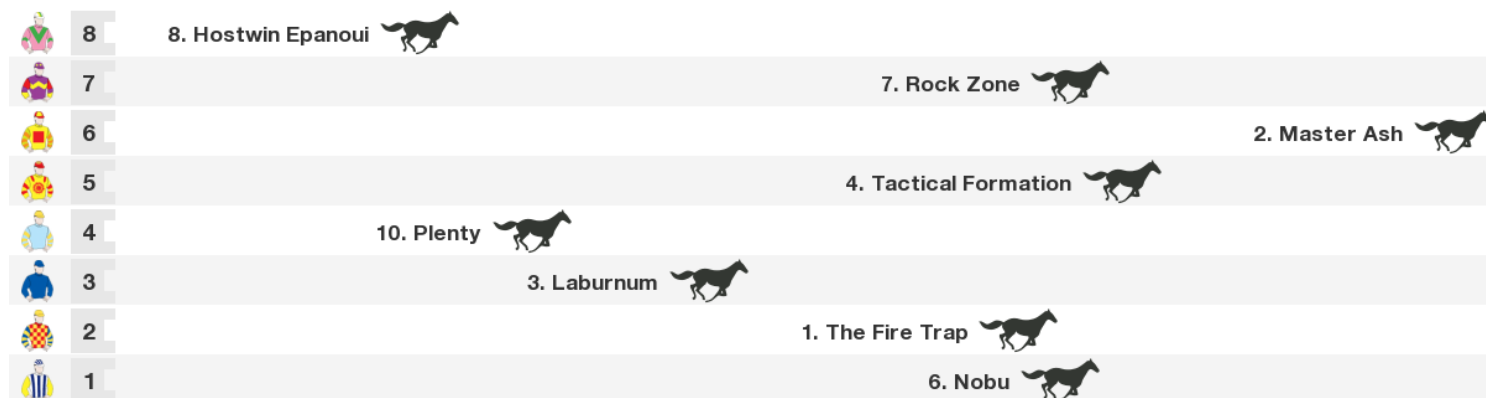 8 8. Hostwin Epanoui
7 7. Rock Zone
6 2. Master Ash
5 4. Tactical Formation
4 10. Plenty
3 3. Laburnum
2 1. The Fire Trap
1 6. Nobu